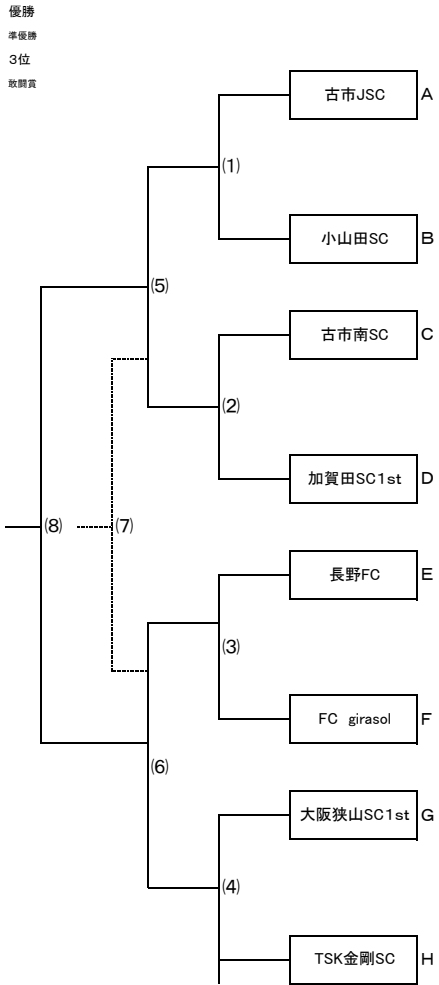 優勝
準優勝
3位
敢闘賞
古市JSC A
(1)
小山田SC B
(5)
古市南SC C
(2)
加賀田SC1st D
(8) (7)
長野FC E
(3)
FC girasol F
(6)
大阪狭山SC1st G
(4)
TSK金剛SC H